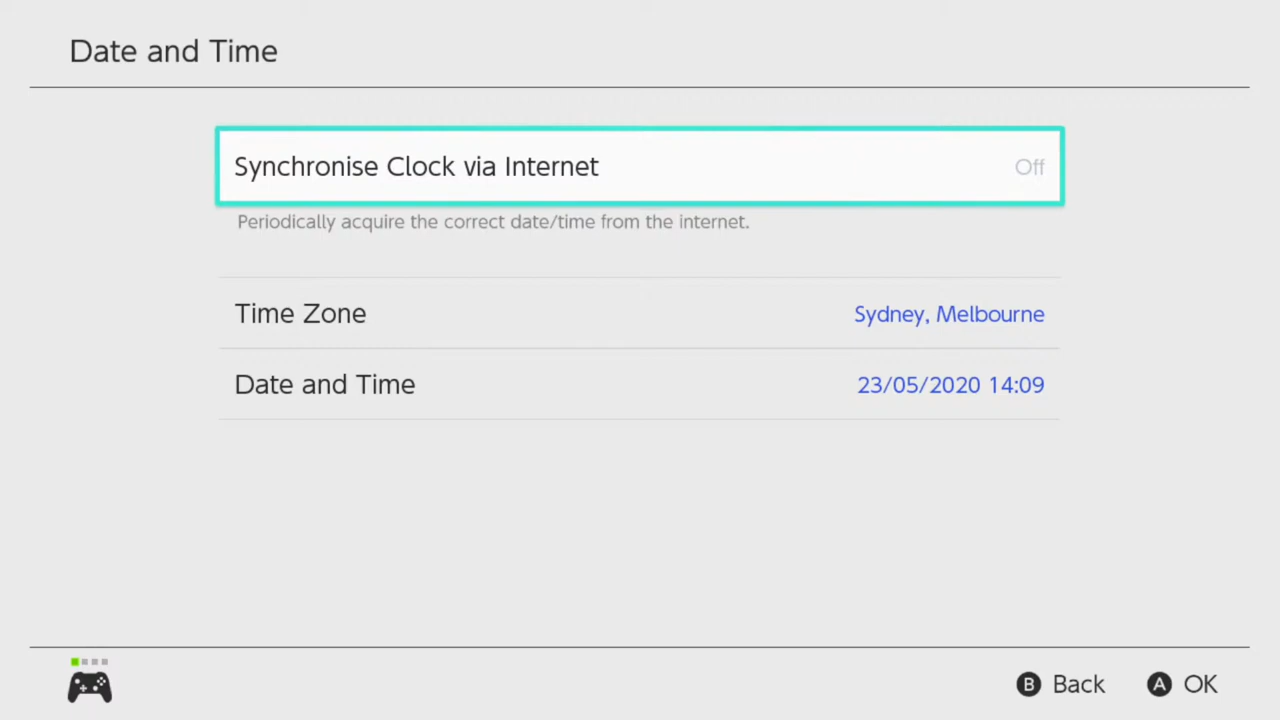 Date and Time
Synchronise Clock via Internet Off
Periodically acquire the correct date/time from the internet.
Time Zone Sydney, Melbourne
Date and Time 23/05/2020 14:09
B Back A OK